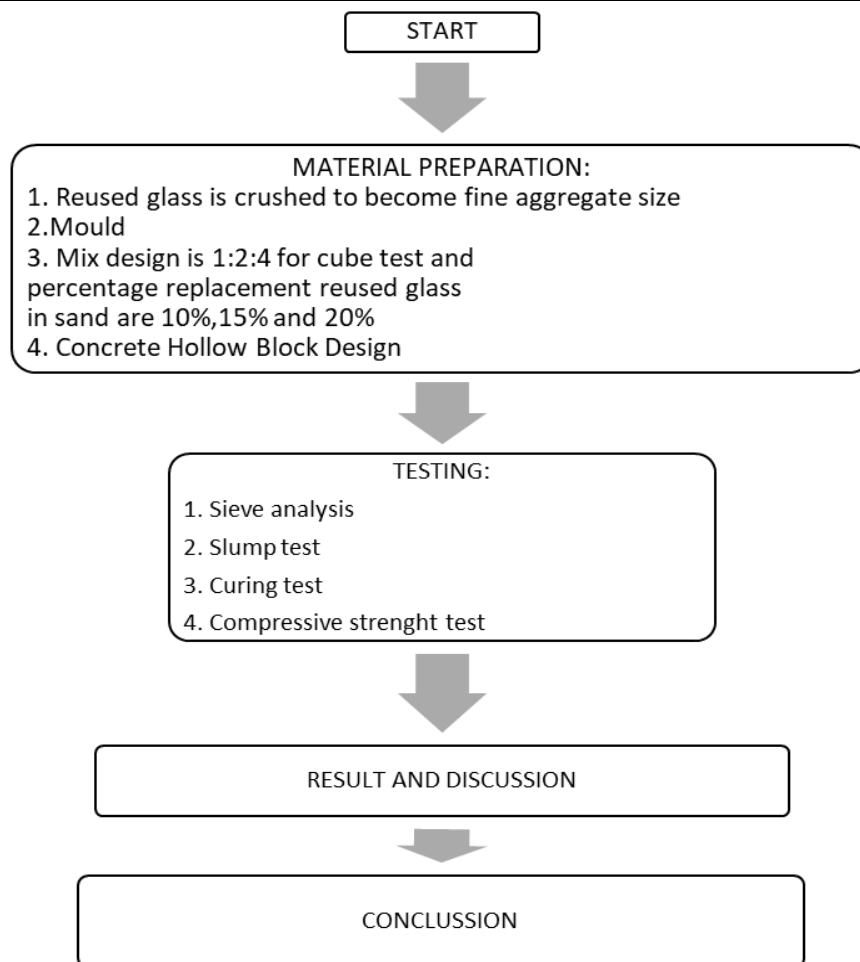 START
MATERIAL PREPARATION:
1. Reused glass is crushed to become fine aggregate size
2.Mould
3. Mix design is 1:2:4 for cube test and
percentage replacement reused glass
in sand are 10%,15% and 20%
4. Concrete Hollow Block Design
TESTING:
1. Sieve analysis
2. Slump test
3. Curing test
4. Compressive strenght test
RESULT AND DISCUSSION
CONCLUSSION